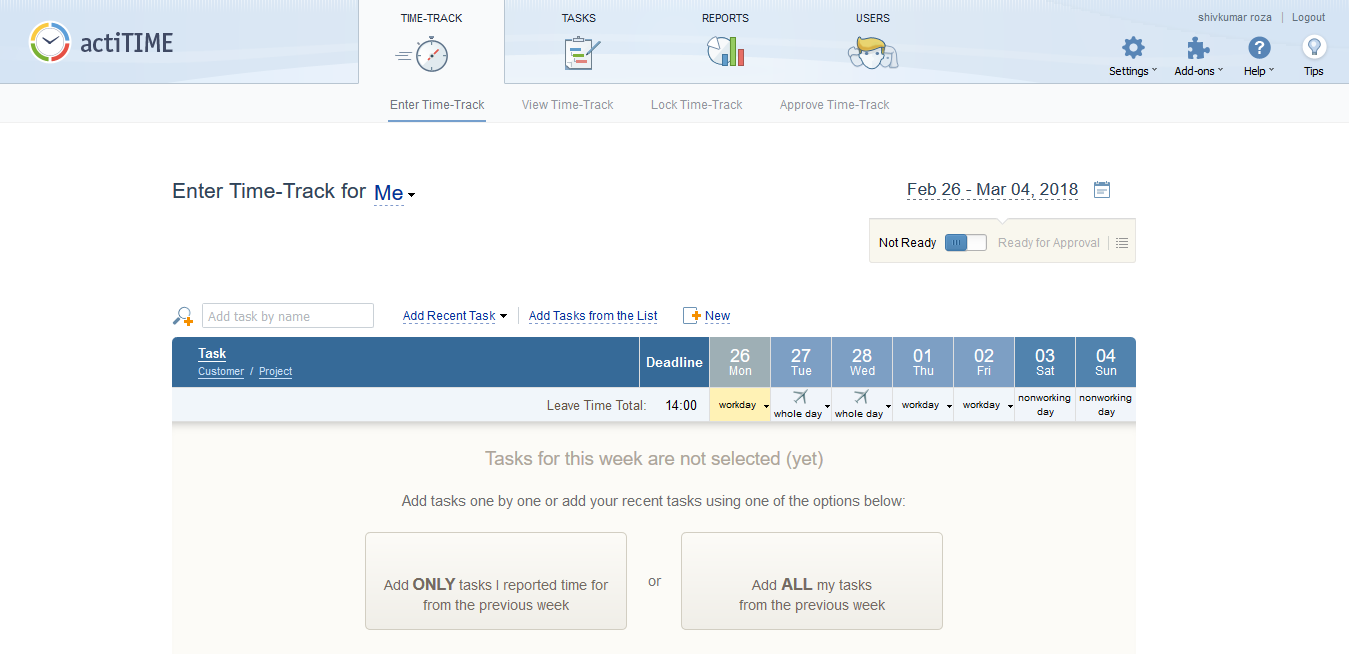 actiTIME
TIME-TRACK
TASKS
REPORTS
USERS
shivkumar roza | Logout
Settings
Add-ons
Help
Tips
Enter Time-Track
View Time-Track
Lock Time-Track
Approve Time-Track
Enter Time-Track for Me
Feb 26 - Mar 04, 2018
Not Ready
Ready for Approval
Add task by name
Add Recent Task
Add Tasks from the List
New
Task
Customer / Project
Deadline
26
Mon
27
Tue
28
Wed
01
Thu
02
Fri
03
Sat
04
Sun
Leave Time Total: 14:00
workday
whole day
whole day
workday
workday
nonworking
day
nonworking
day
Tasks for this week are not selected (yet)
Add tasks one by one or add your recent tasks using one of the options below:
Add ONLY tasks I reported time for
from the previous week
or
Add ALL my tasks
from the previous week